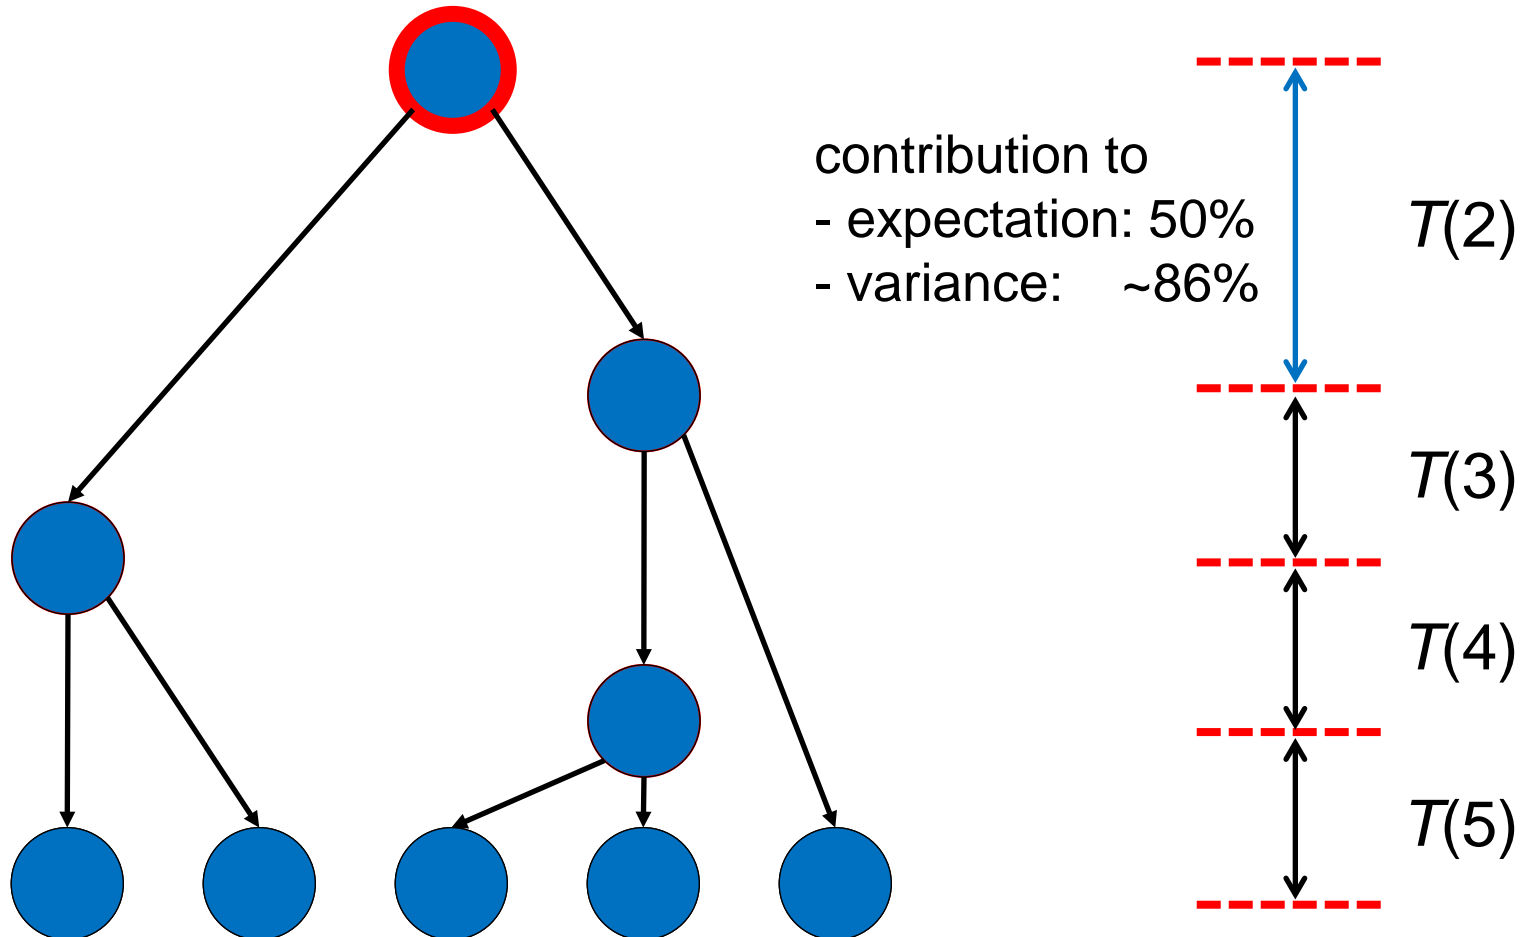 contribution to
- expectation: 50%
- variance: ~86%
T(2)
T(3)
T(4)
T(5)